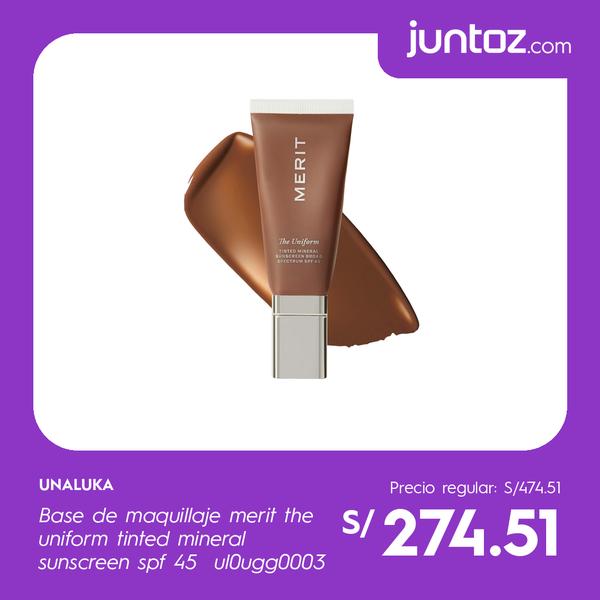 juntoz.com
MERIT
The Uniform
TINTED MINERAL
SUNSCREEN BROAD
SPECTRUM SPF 45
UNALUKA
Base de maquillaje merit the
uniform tinted mineral
sunscreen spf 45 ul0ugg0003
Precio regular: S/474.51
S/ 274.51